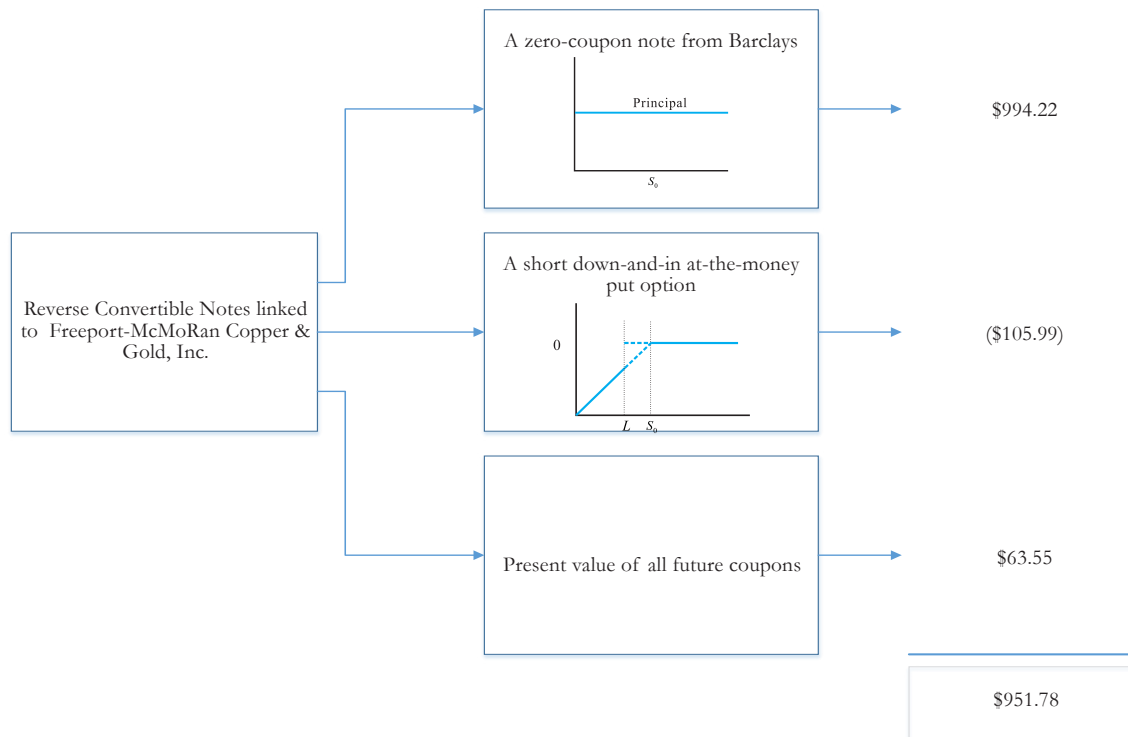 A zero-coupon note from Barclays
Principal
S₀
$994.22
Reverse Convertible Notes linked
to Freeport-McMoRan Copper &
Gold, Inc.
A short down-and-in at-the-money
put option
0
L S₀
($105.99)
Present value of all future coupons
$63.55
$951.78